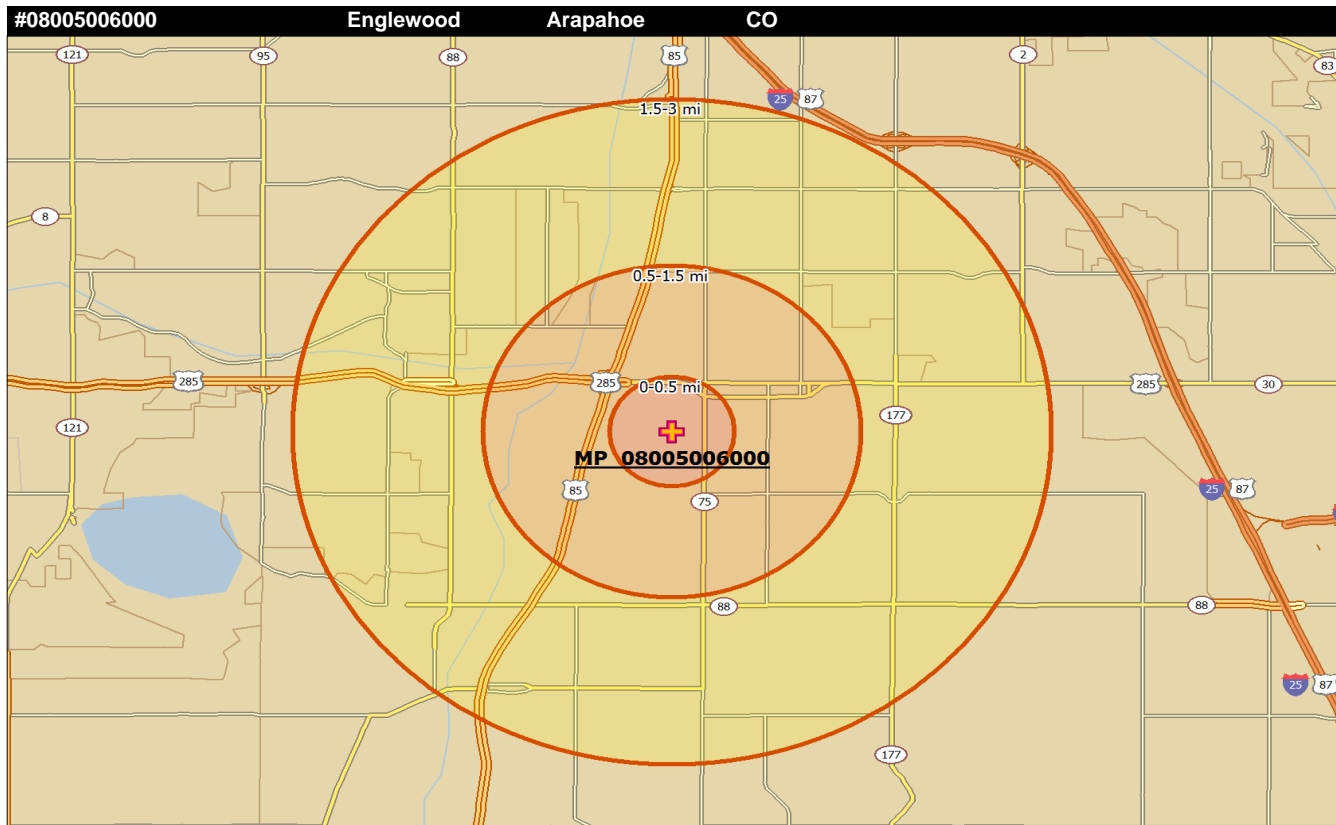 #08005006000 Englewood Arapahoe CO
121 95 88 85 2 83
25 87
1.5-3 mi
8
0.5-1.5 mi
285 285 0-0.5 mi 285 30
121 177
MP 08005006000
85 75 25 87
88 88
25 87
177